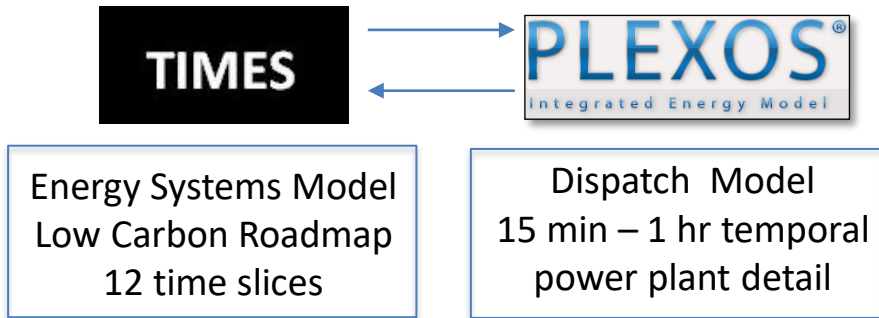 TIMES
PLEXOS®
Integrated Energy Model
Energy Systems Model
Low Carbon Roadmap
12 time slices
Dispatch Model
15 min – 1 hr temporal
power plant detail